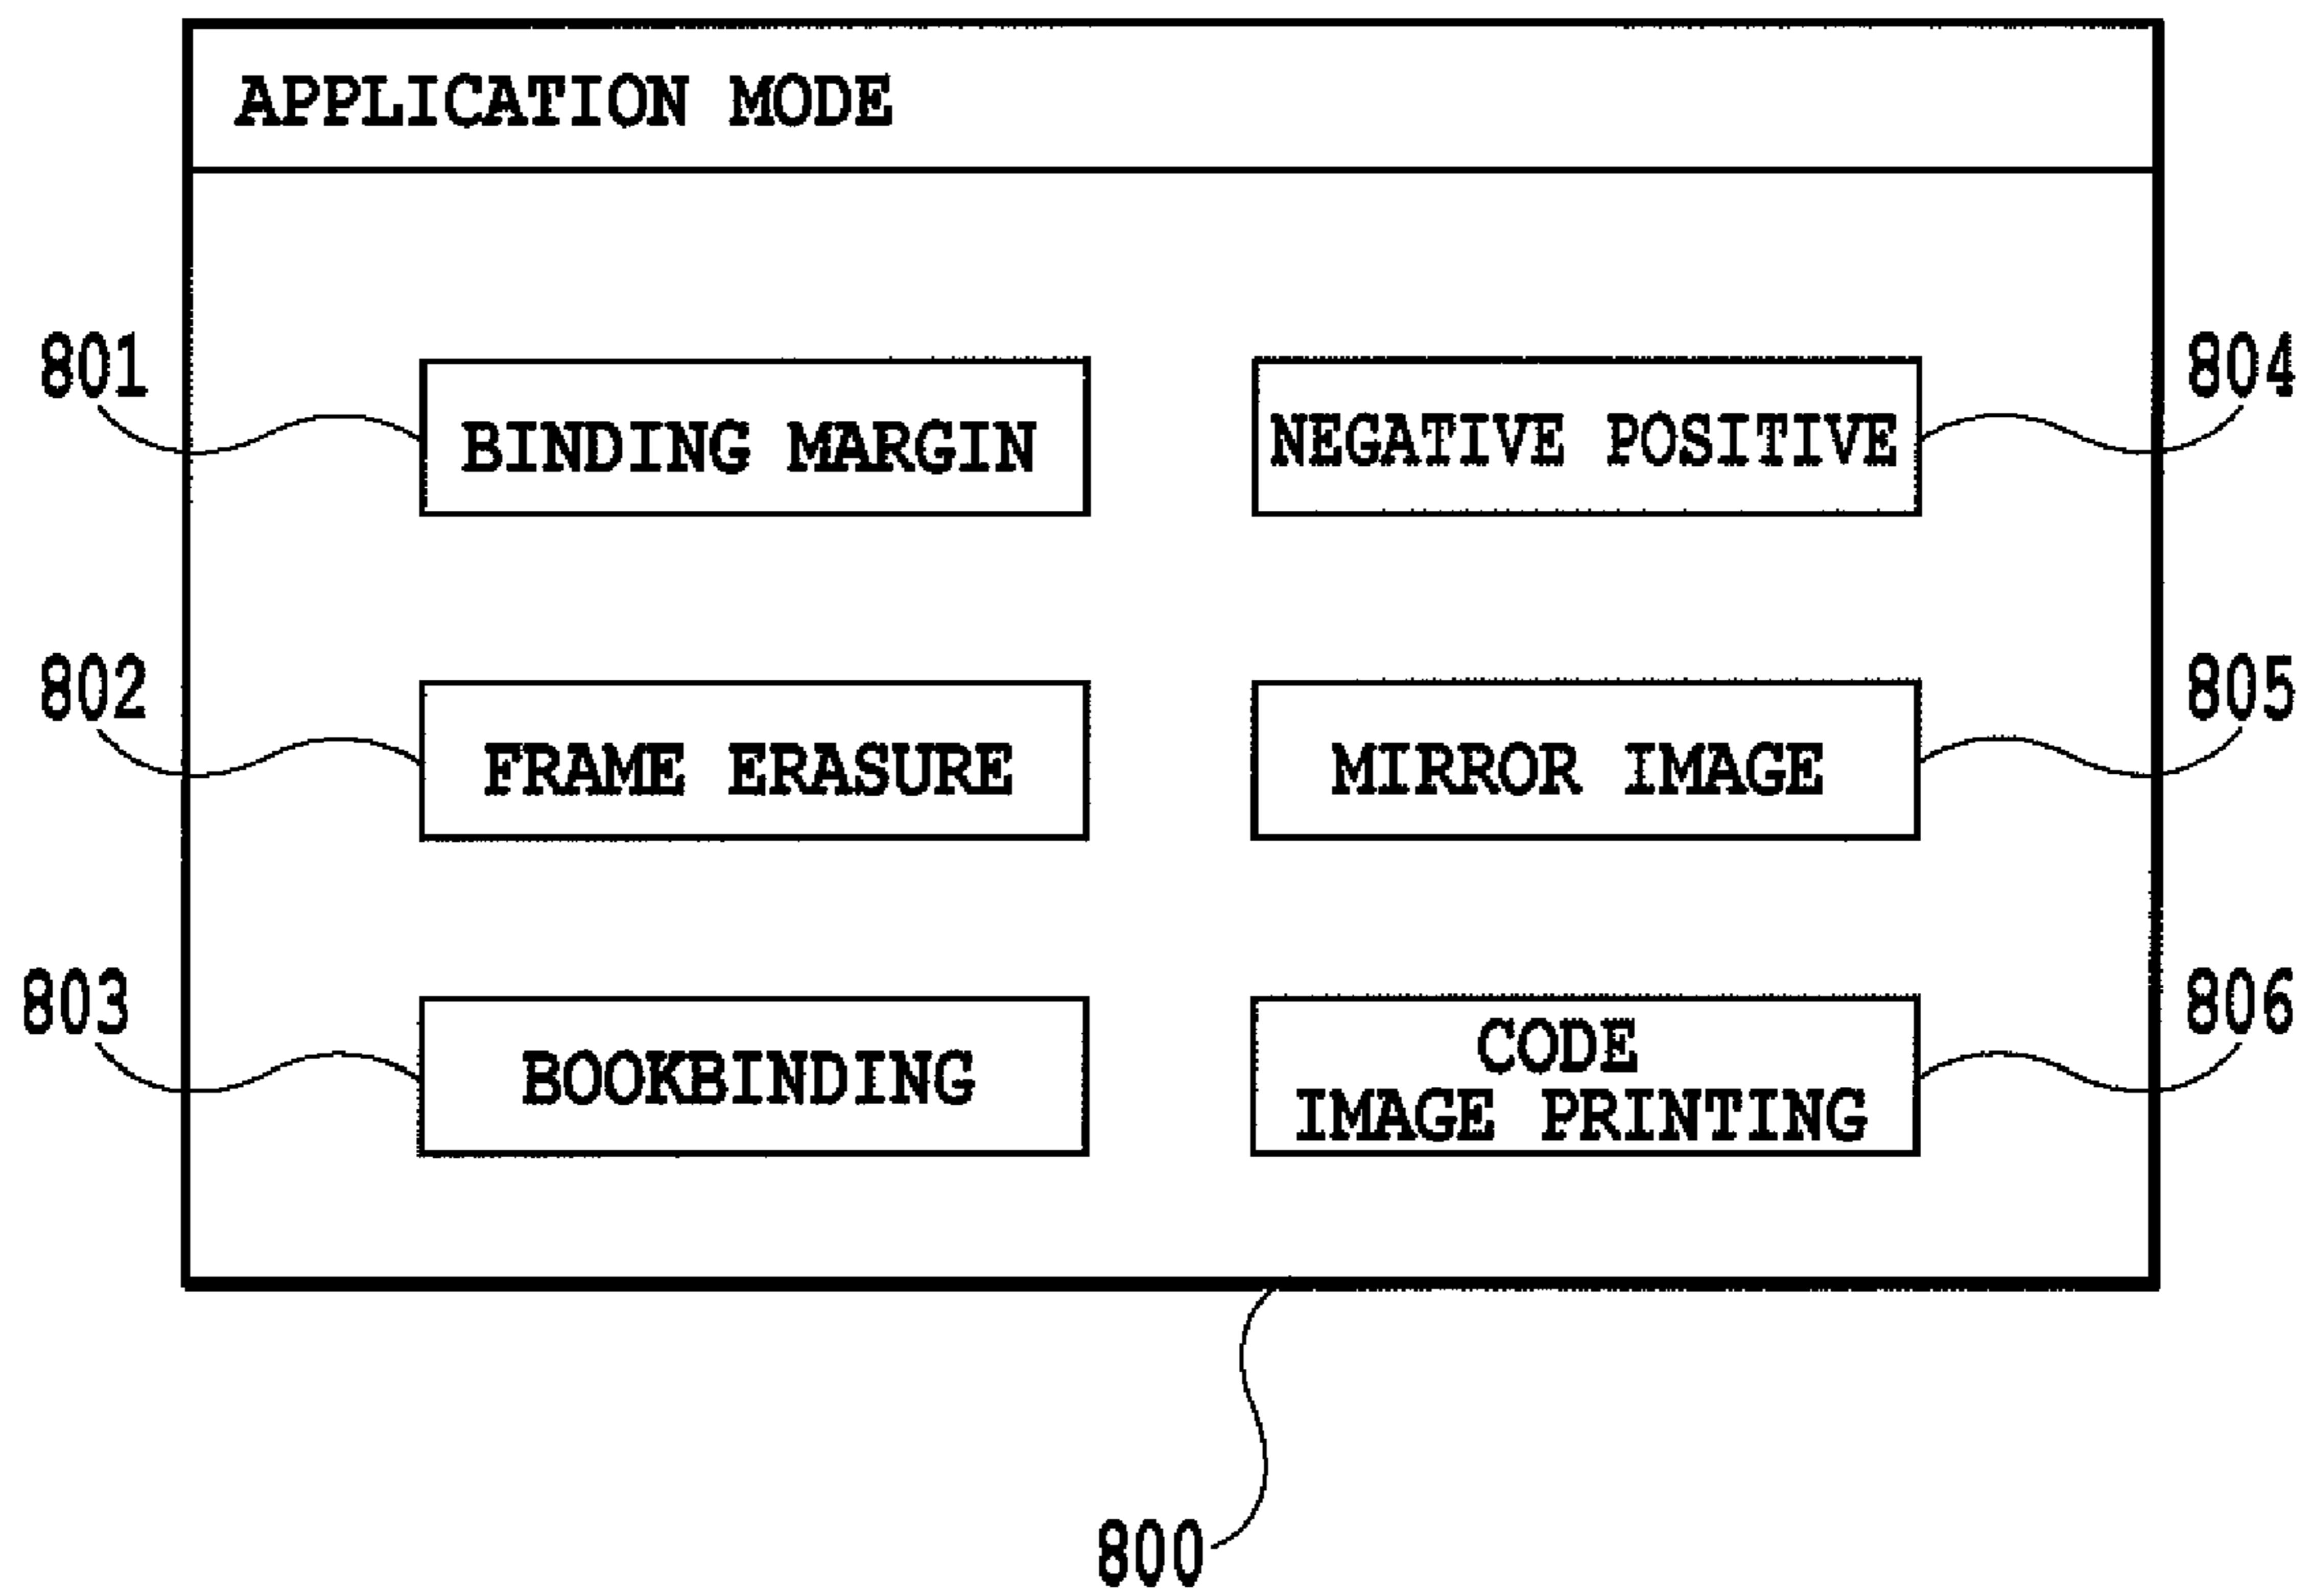 APPLICATION MODE
801
BINDING MARGIN
NEGATIVE POSITIVE
804
802
FRAME ERASURE
MIRROR IMAGE
805
803
BOOKBINDING
CODE
IMAGE PRINTING
806
800